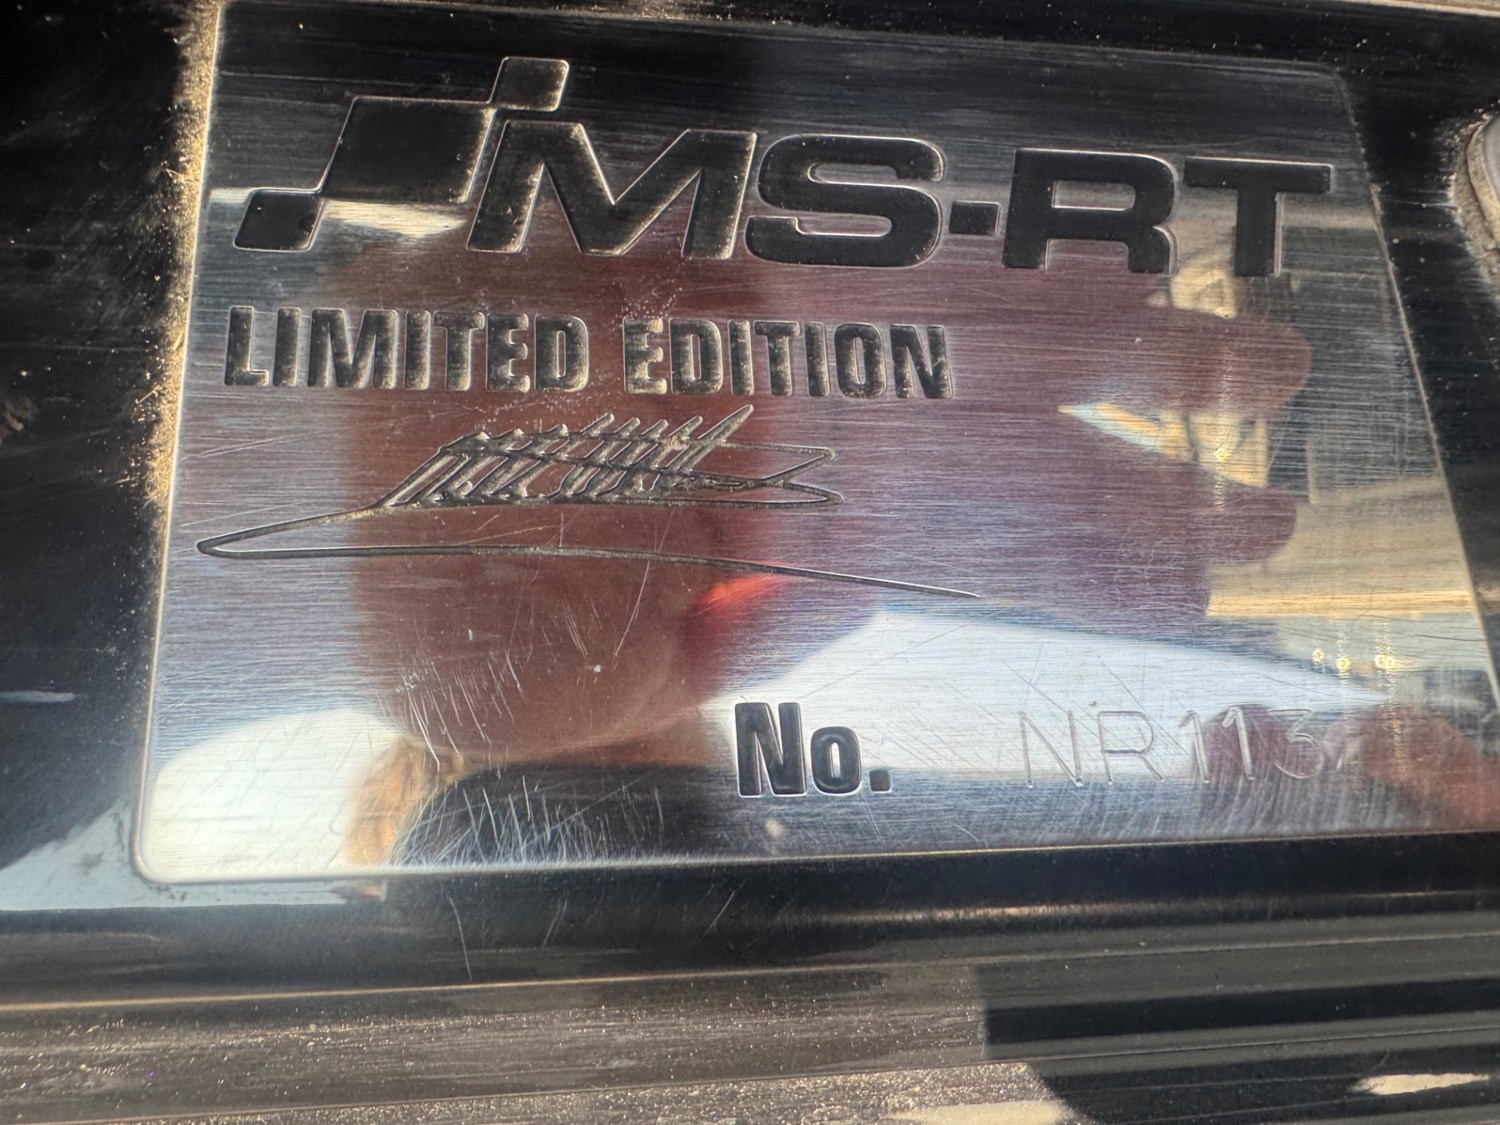 MS-RT
LIMITED EDITION
No. NR113